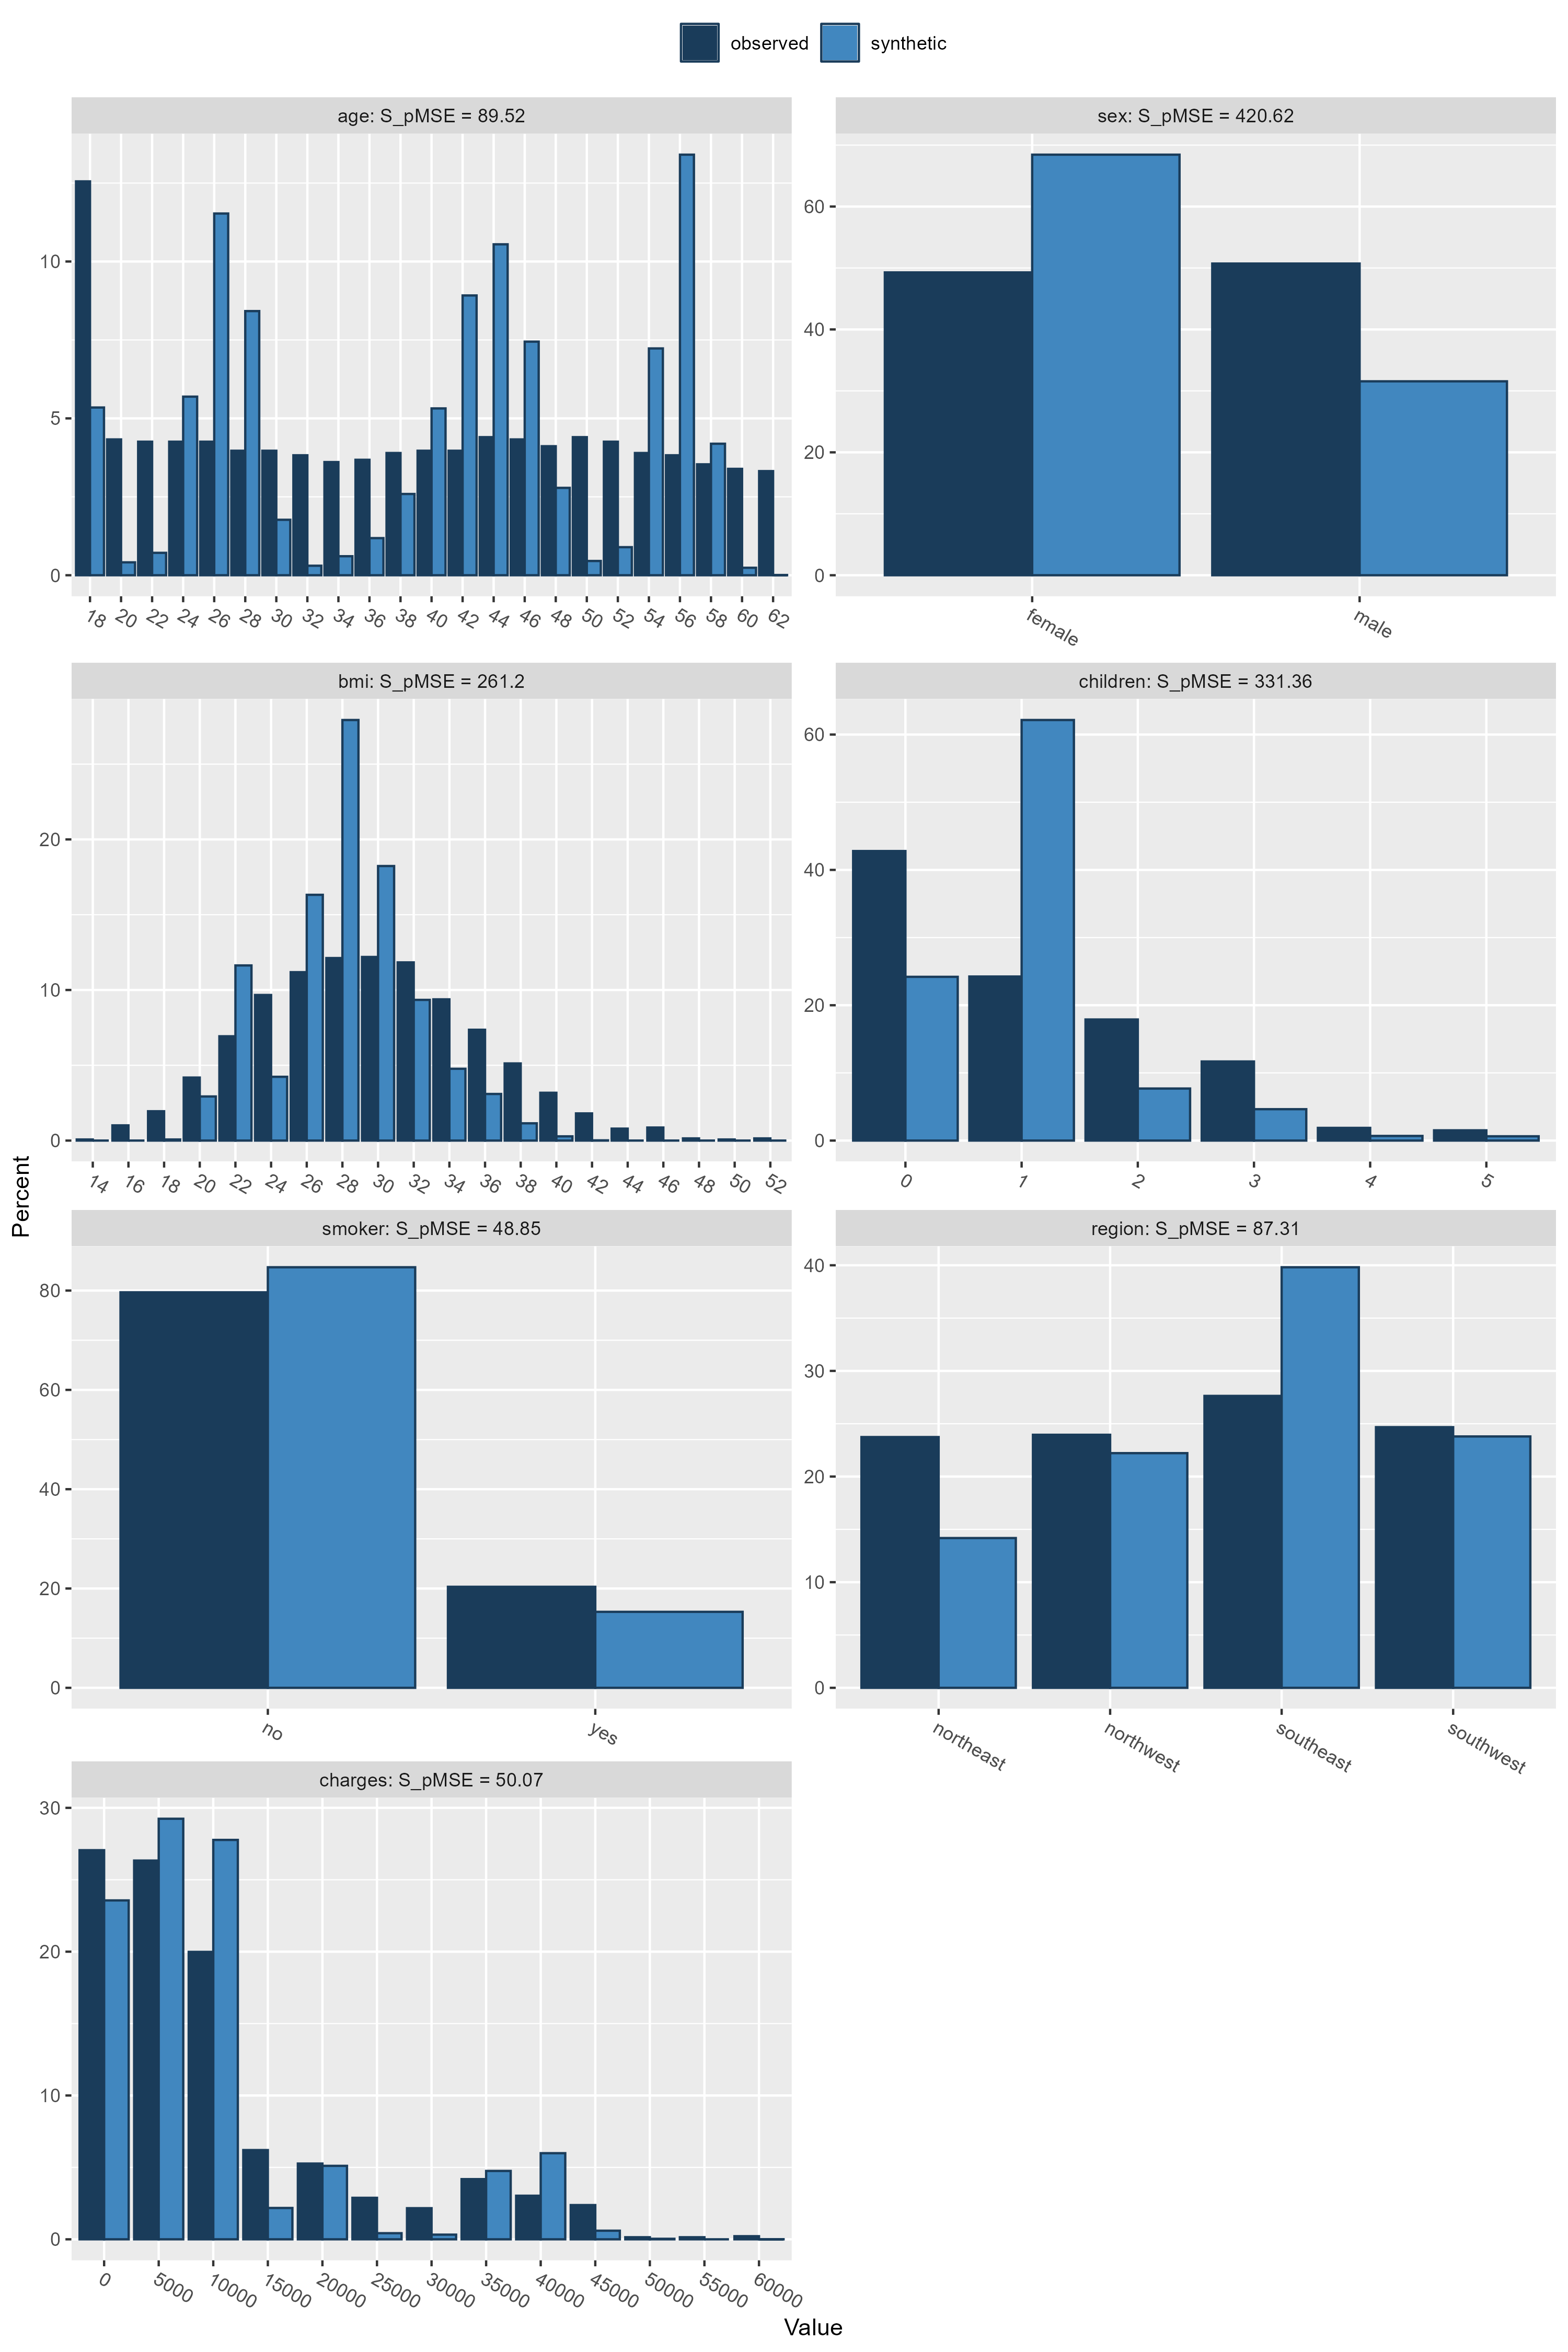 observed synthetic
age: S_pMSE = 89.52
10
5
0
18 20 22 24 26 28 30 32 34 36 38 40 42 44 46 48 50 52 54 56 58 60 62
sex: S_pMSE = 420.62
60
40
20
0
female male
bmi: S_pMSE = 261.2
20
10
0
14 16 18 20 22 24 26 28 30 32 34 36 38 40 42 44 46 48 50 52
children: S_pMSE = 331.36
60
40
20
0
0 1 2 3 4 5
Percent
smoker: S_pMSE = 48.85
80
60
40
20
0
no yes
region: S_pMSE = 87.31
40
30
20
10
0
northeast northwest southeast southwest
charges: S_pMSE = 50.07
30
20
10
0
0 5000 10000 15000 20000 25000 30000 35000 40000 45000 50000 55000 60000
Value